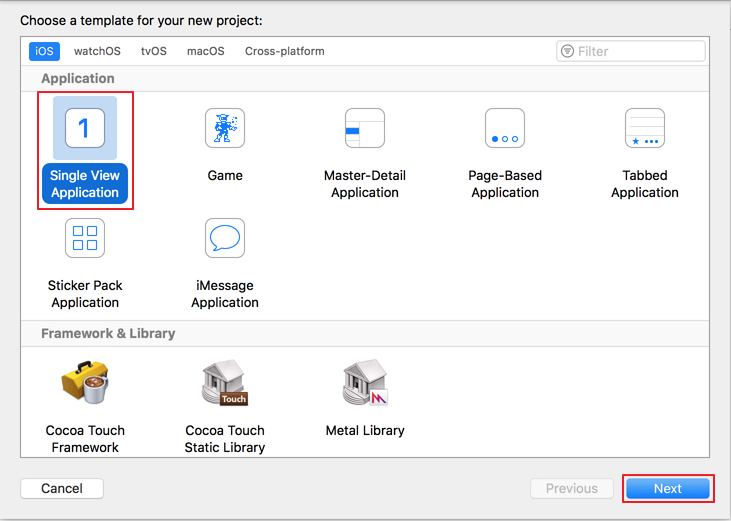 Choose a template for your new project:
iOS watchOS tvOS macOS Cross-platform Filter
Application
1
Single View
Application
Game
Master-Detail
Application
Page-Based
Application
Tabbed
Application
Sticker Pack
Application
iMessage
Application
Framework & Library
Touch
Cocoa Touch
Framework
Cocoa Touch
Static Library
Metal Library
Cancel Previous Next